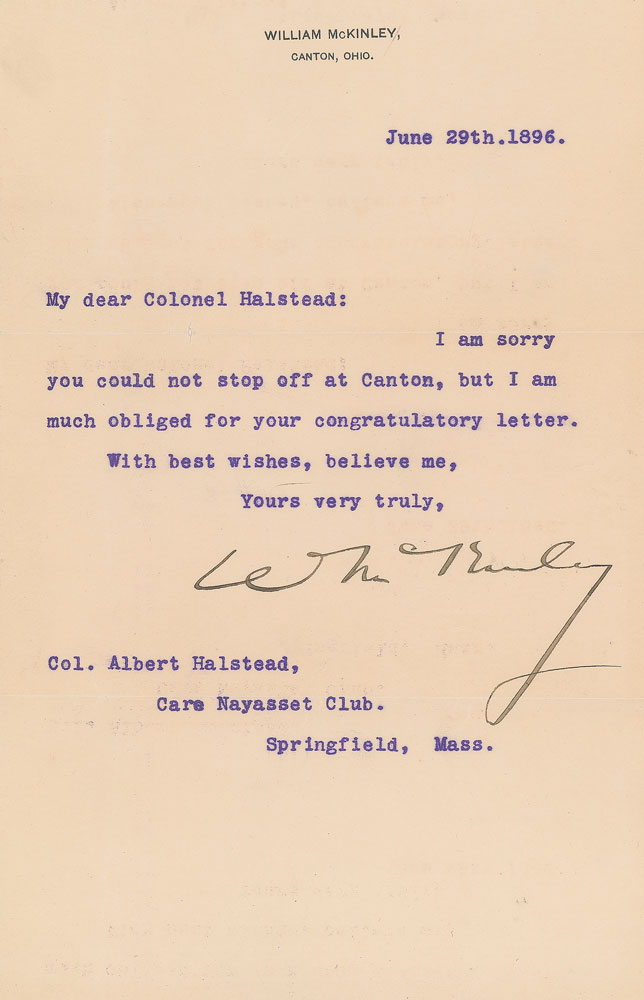 WILLIAM McKINLEY,
CANTON, OHIO.
June 29th.1896.
My dear Colonel Halstead:
I am sorry
you could not stop off at Canton, but I am
much obliged for your congratulatory letter.
With best wishes, believe me,
Yours very truly,
Wm McKinley
Col. Albert Halstead,
Care Nayasset Club.
Springfield, Mass.